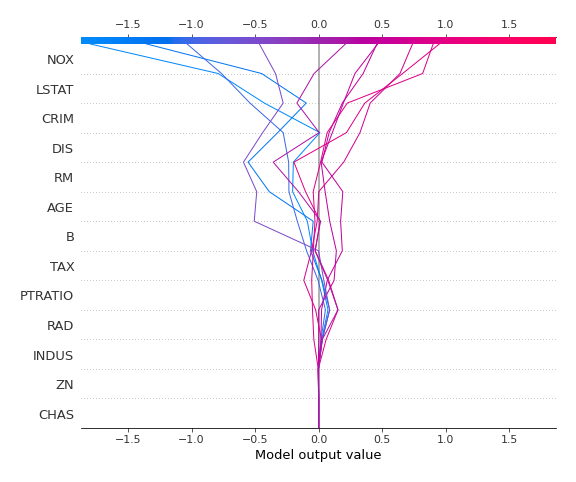 −1.5 −1.0 −0.5 0.0 0.5 1.0 1.5
NOX
LSTAT
CRIM
DIS
RM
AGE
B
TAX
PTRATIO
RAD
INDUS
ZN
CHAS
−1.5 −1.0 −0.5 0.0 0.5 1.0 1.5
Model output value